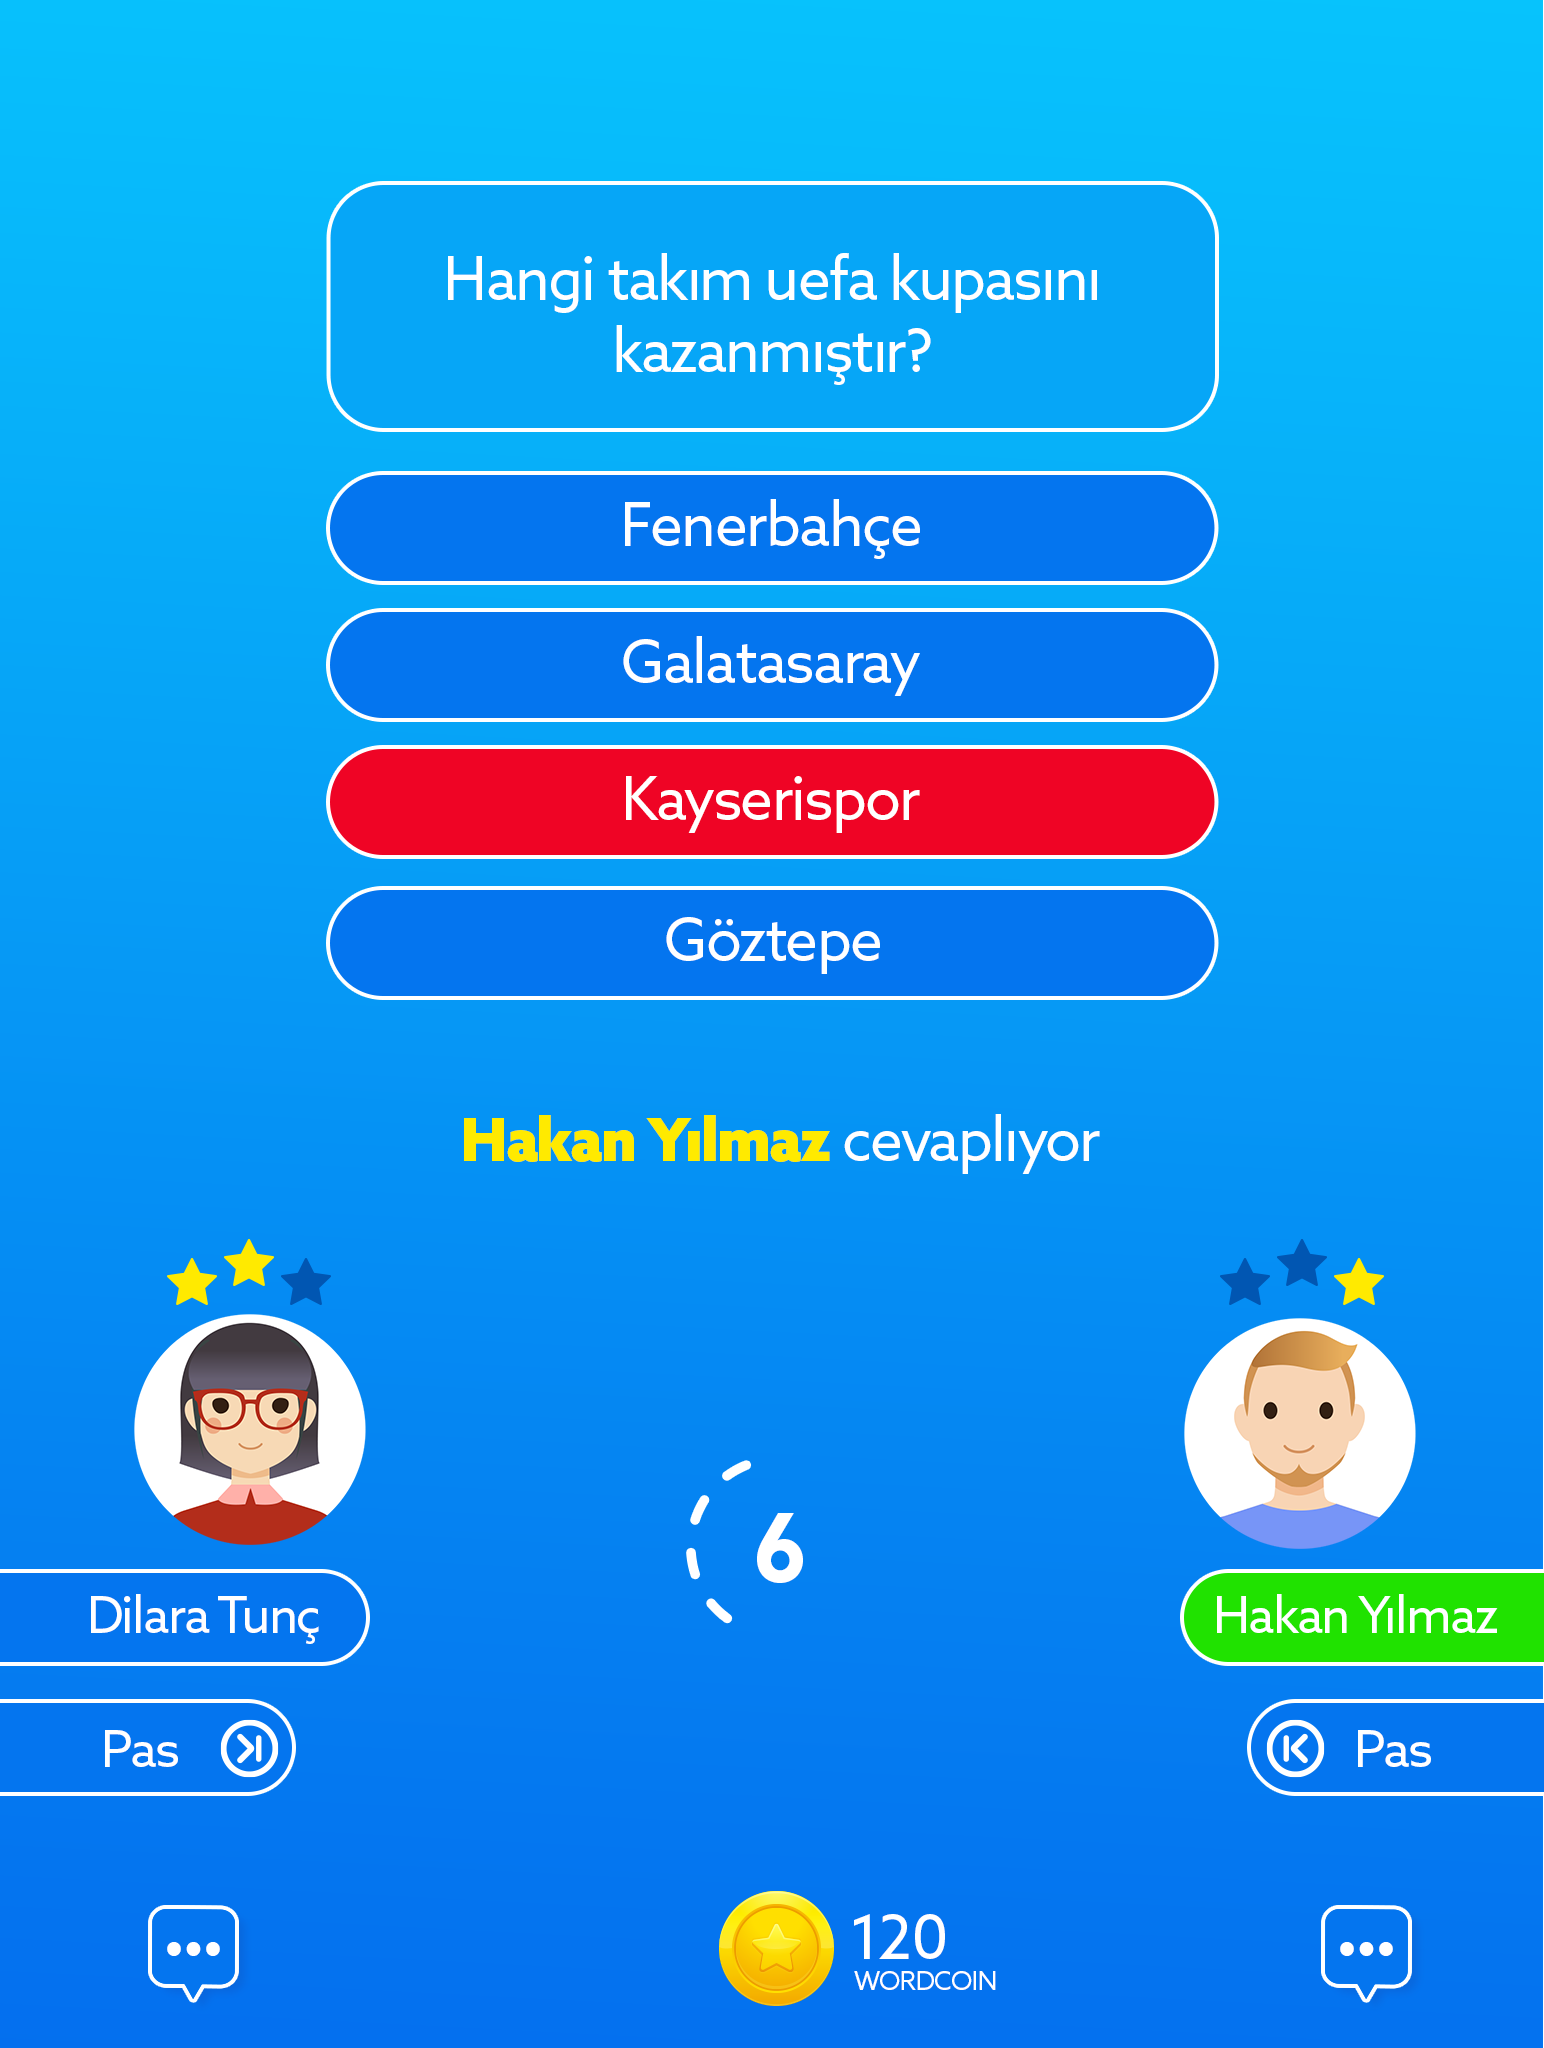 Hangi takım uefa kupasını
kazanmıştır?
Fenerbahçe
Galatasaray
Kayserispor
Göztepe
Hakan Yılmaz cevaplıyor
6
Dilara Tunç
Hakan Yılmaz
Pas
Pas
120
WORDCOIN